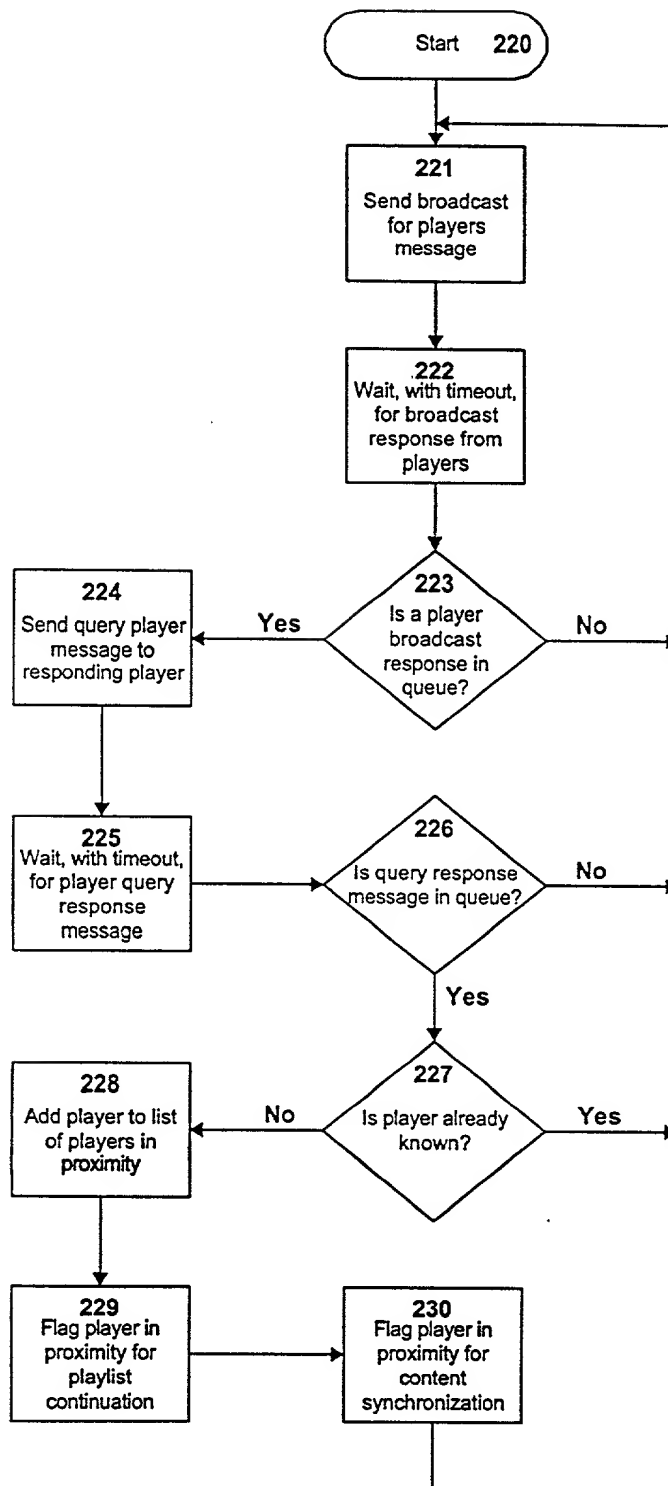 Start 220
221
Send broadcast
for players
message
222
Wait, with timeout,
for broadcast
response from
players
223
Is a player
broadcast
response in
queue?
Yes
No
224
Send query player
message to
responding player
225
Wait, with timeout,
for player query
response
message
226
Is query response
message in queue?
No
Yes
227
Is player already
known?
No
Yes
228
Add player to list
of players in
proximity
229
Flag player in
proximity for
playlist
continuation
230
Flag player in
proximity for
content
synchronization